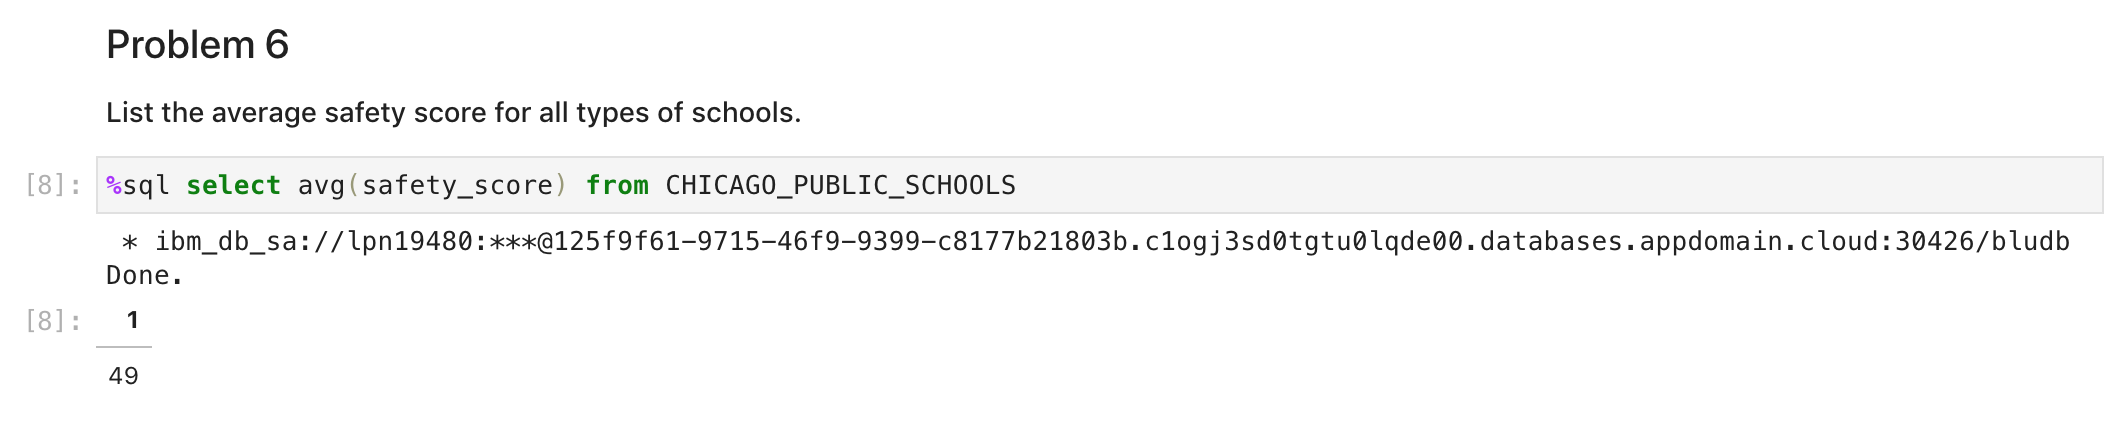 Problem 6
List the average safety score for all types of schools.
[8]: %sql select avg(safety_score) from CHICAGO_PUBLIC_SCHOOLS
* ibm_db_sa://lpn19480:***@125f9f61-9715-46f9-9399-c8177b21803b.c1ogj3sd0tgtu0lqde00.databases.appdomain.cloud:30426/bludb
Done.
[8]: 1
49